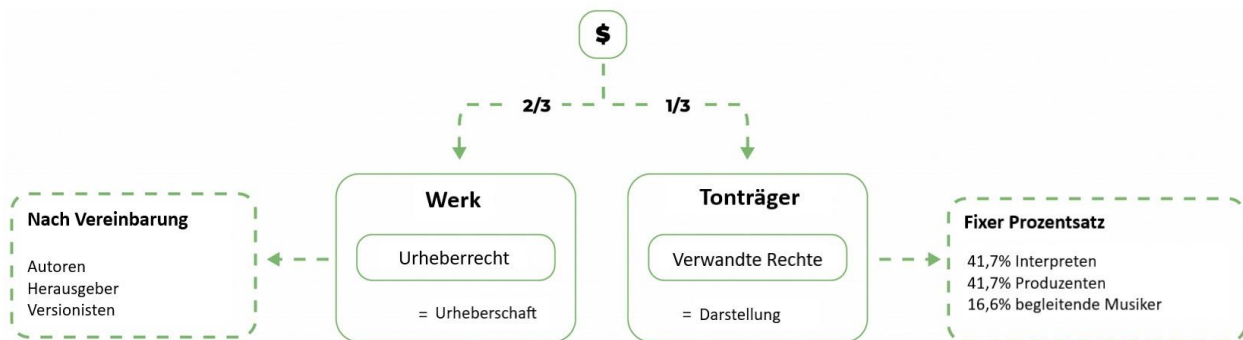 $
2/3
1/3
Werk
Urheberrecht
= Urheberschaft
Tonträger
Verwandte Rechte
= Darstellung
Nach Vereinbarung
Autoren
Herausgeber
Versionisten
Fixer Prozentsatz
41,7% Interpreten
41,7% Produzenten
16,6% begleitende Musiker